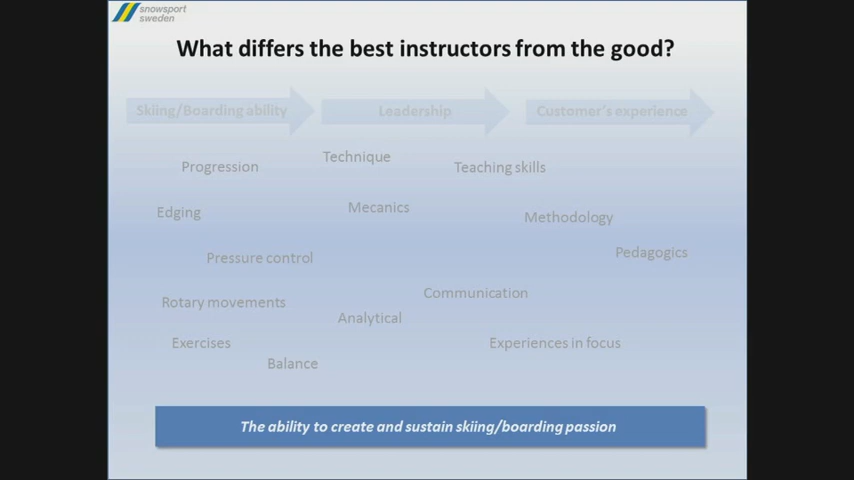 snowsport
sweden
What differs the best instructors from the good?
Skiing/Boarding ability
Leadership
Customer's experience
Technique
Progression
Teaching skills
Edging
Mecanics
Methodology
Pedagogics
Pressure control
Communication
Rotary movements
Analytical
Exercises
Experiences in focus
Balance
The ability to create and sustain skiing/boarding passion